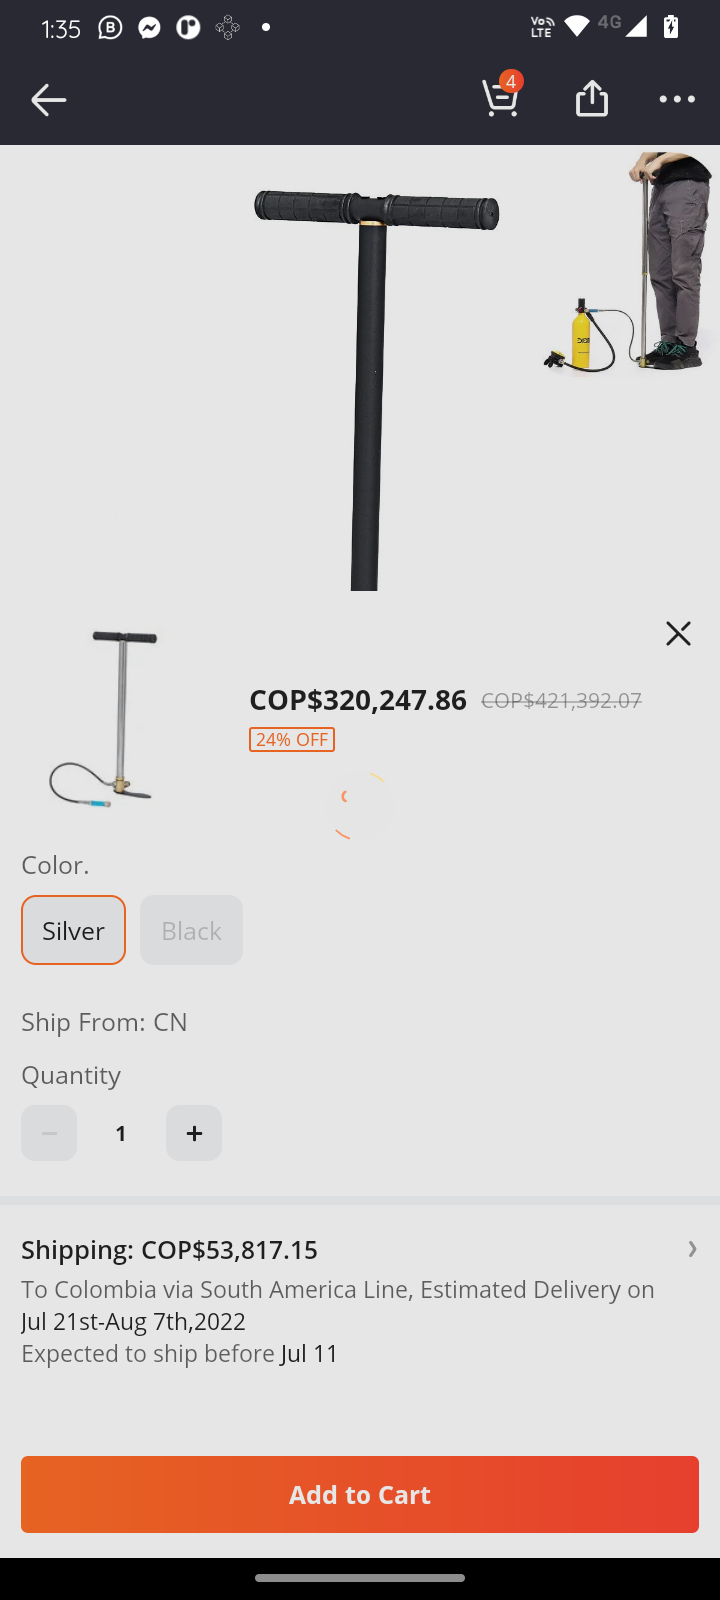 1:35
Vo LTE
4G
4
COP$320,247.86 COP$421,392.07
24% OFF
Color.
Silver Black
Ship From: CN
Quantity
− 1 +
Shipping: COP$53,817.15
To Colombia via South America Line, Estimated Delivery on
Jul 21st-Aug 7th,2022
Expected to ship before Jul 11
Add to Cart